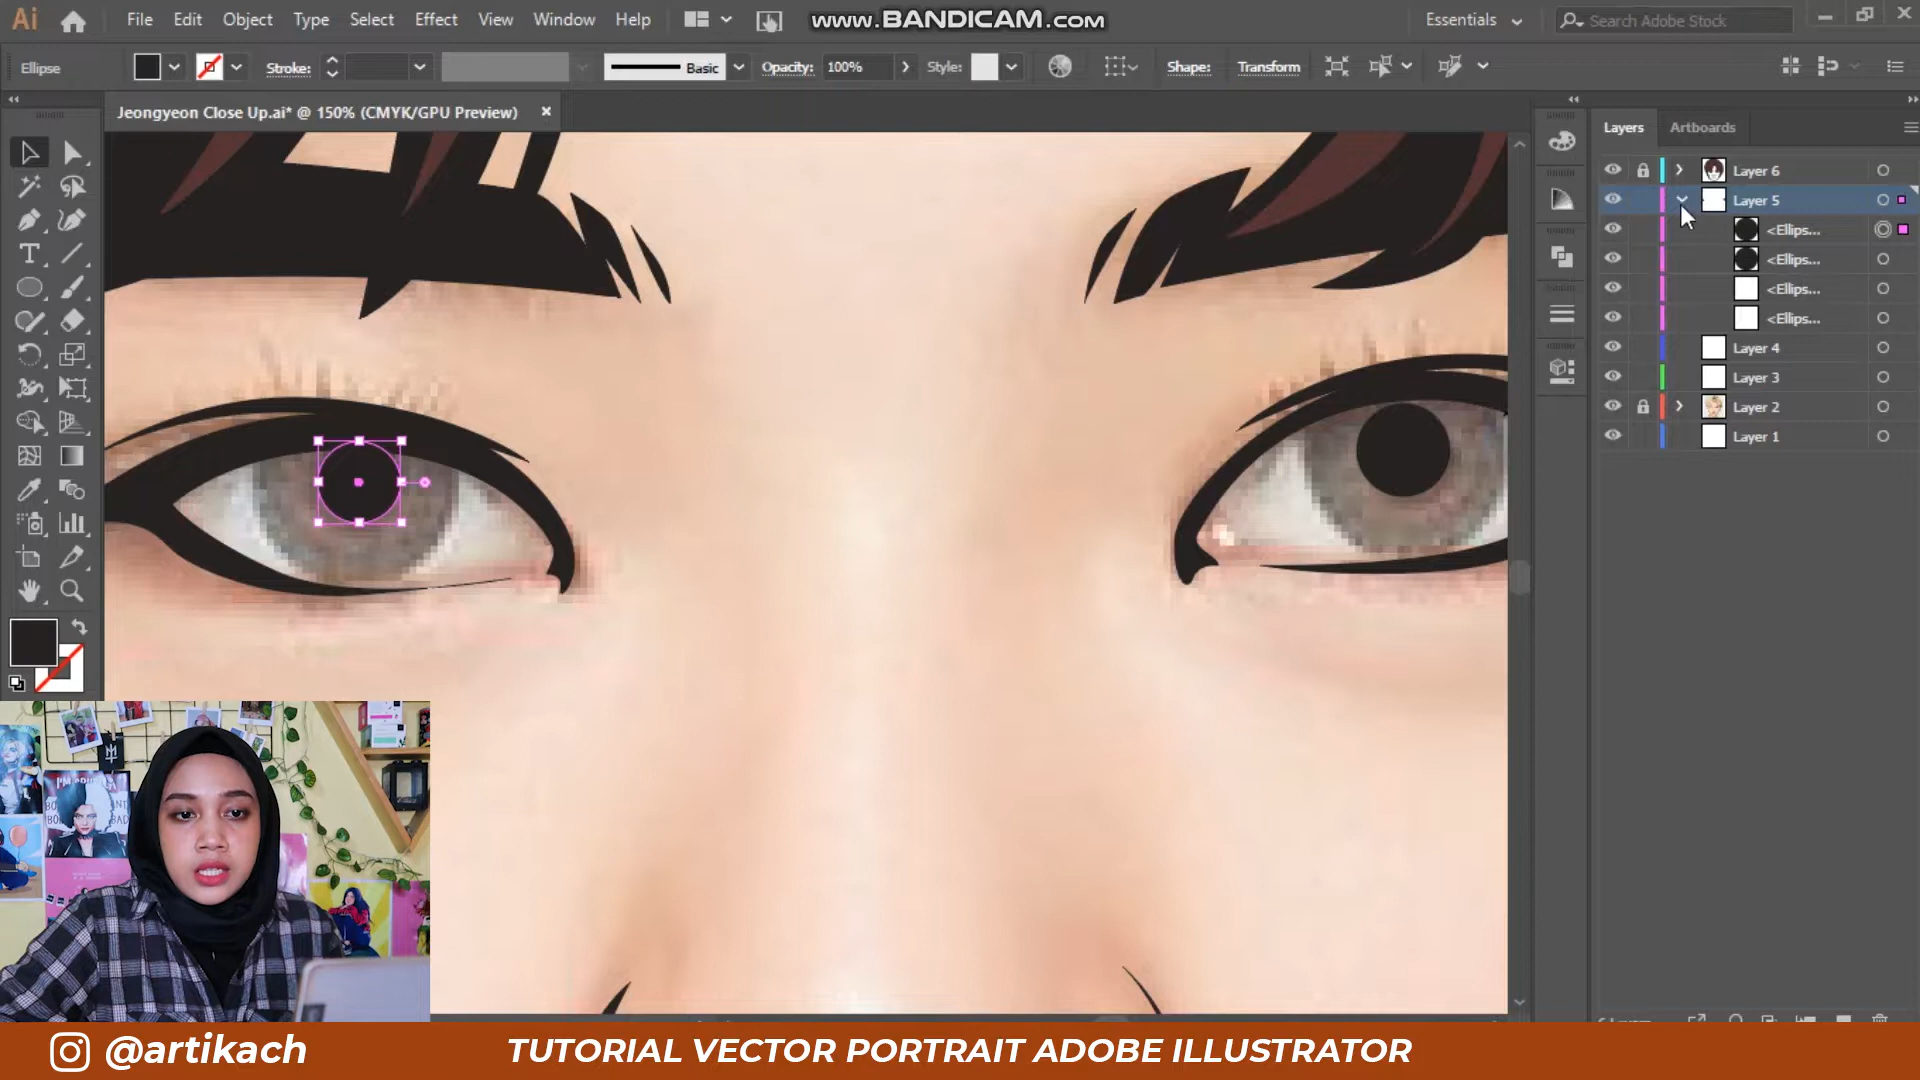 Ai File Edit Object Type Select Effect View Window Help www.BANDICAM.com Essentials Search Adobe Stock
Ellipse Stroke: Basic Opacity: 100% Style: Shape: Transform
Jeongyeon Close Up.ai* @ 150% (CMYK/GPU Preview)
Layers Artboards
Layer 6
Layer 5
<Ellips...
<Ellips...
<Ellips...
<Ellips...
Layer 4
Layer 3
Layer 2
Layer 1
@artikach TUTORIAL VECTOR PORTRAIT ADOBE ILLUSTRATOR